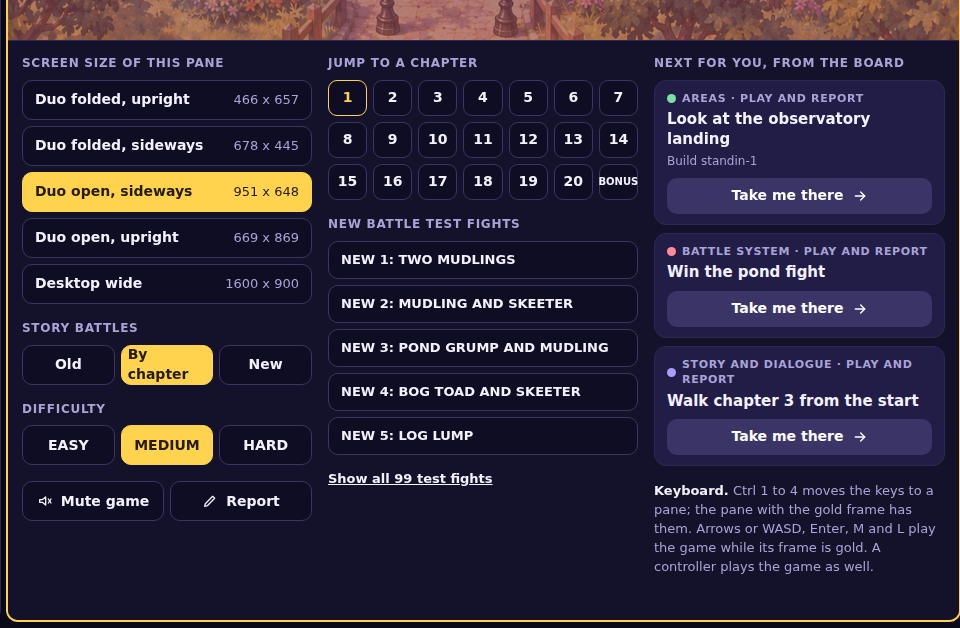 SCREEN SIZE OF THIS PANE
Duo folded, upright 466 x 657
Duo folded, sideways 678 x 445
Duo open, sideways 951 x 648
Duo open, upright 669 x 869
Desktop wide 1600 x 900
STORY BATTLES
Old
By
chapter
New
DIFFICULTY
EASY MEDIUM HARD
Mute game Report
JUMP TO A CHAPTER
1 2 3 4 5 6 7
8 9 10 11 12 13 14
15 16 17 18 19 20 BONUS
NEW BATTLE TEST FIGHTS
NEW 1: TWO MUDLINGS
NEW 2: MUDLING AND SKEETER
NEW 3: POND GRUMP AND MUDLING
NEW 4: BOG TOAD AND SKEETER
NEW 5: LOG LUMP
Show all 99 test fights
NEXT FOR YOU, FROM THE BOARD
AREAS · PLAY AND REPORT
Look at the observatory
landing
Build standin-1
Take me there →
BATTLE SYSTEM · PLAY AND REPORT
Win the pond fight
Take me there →
STORY AND DIALOGUE · PLAY AND
REPORT
Walk chapter 3 from the start
Take me there →
Keyboard. Ctrl 1 to 4 moves the keys to a
pane; the pane with the gold frame has
them. Arrows or WASD, Enter, M and L play
the game while its frame is gold. A
controller plays the game as well.